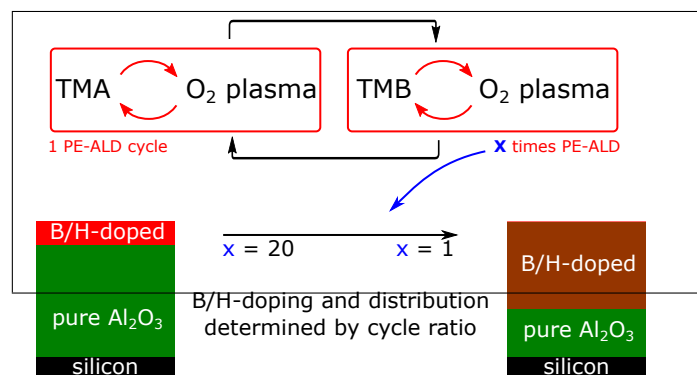 TMA O₂ plasma TMB O₂ plasma
1 PE-ALD cycle x times PE-ALD
B/H-doped
x = 20 x = 1
B/H-doped
pure Al₂O₃
B/H-doping and distribution
determined by cycle ratio
pure Al₂O₃
silicon
silicon